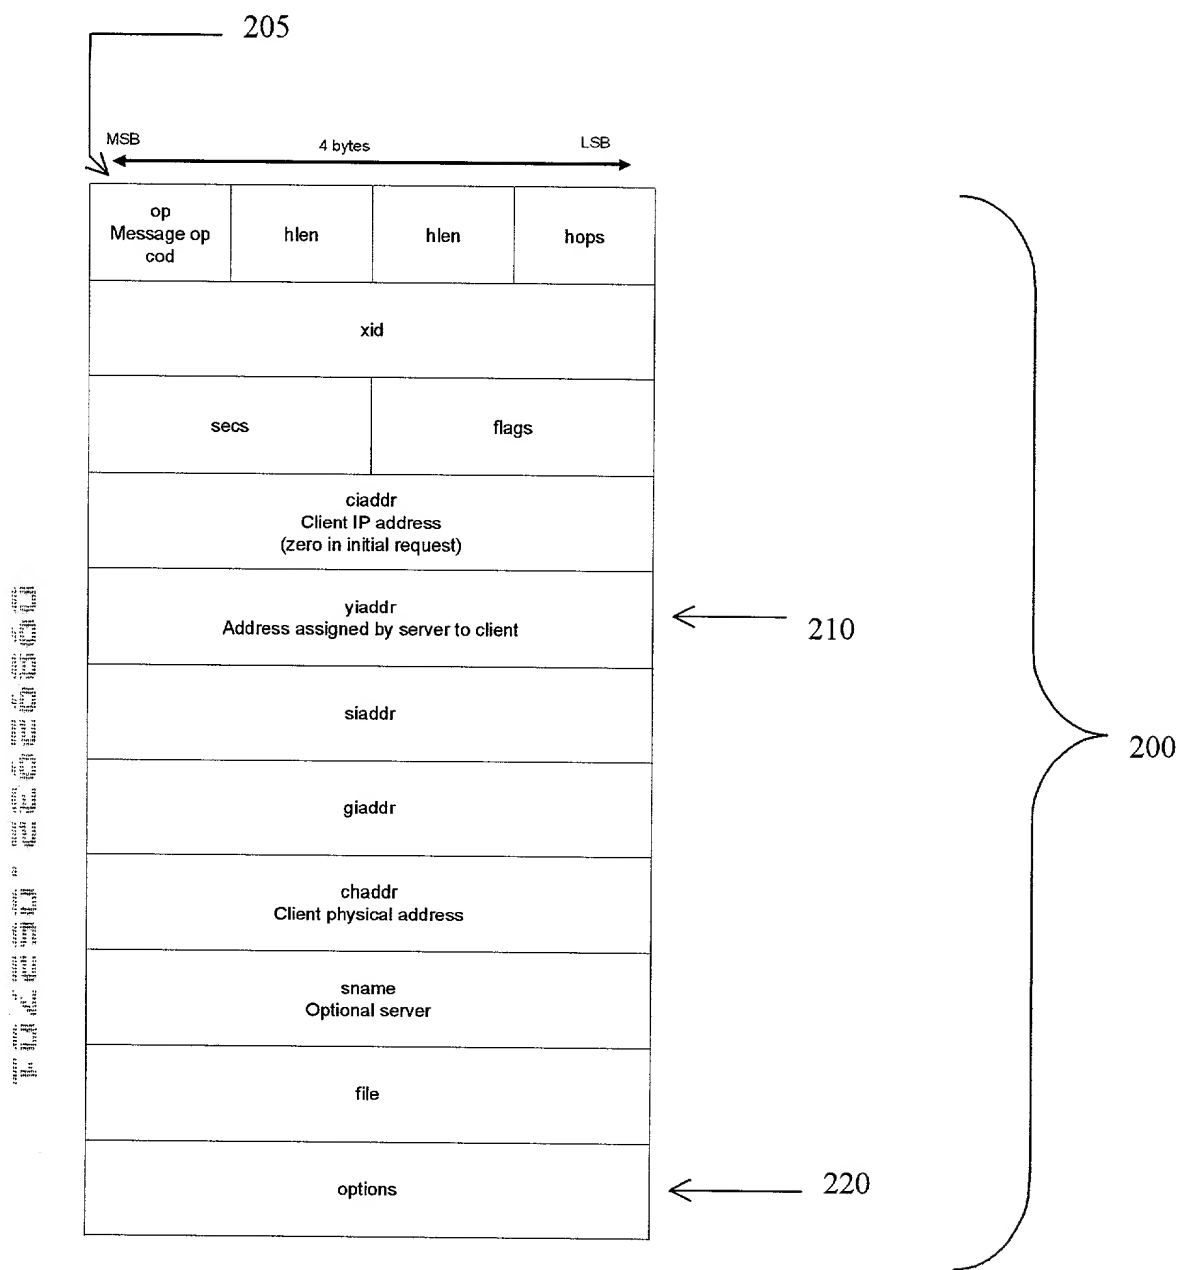 205
MSB
4 bytes
LSB
op
Message op
cod
hlen
hlen
hops
xid
secs
flags
ciaddr
Client IP address
(zero in initial request)
yiaddr
Address assigned by server to client
210
siaddr
200
giaddr
chaddr
Client physical address
sname
Optional server
file
options
220